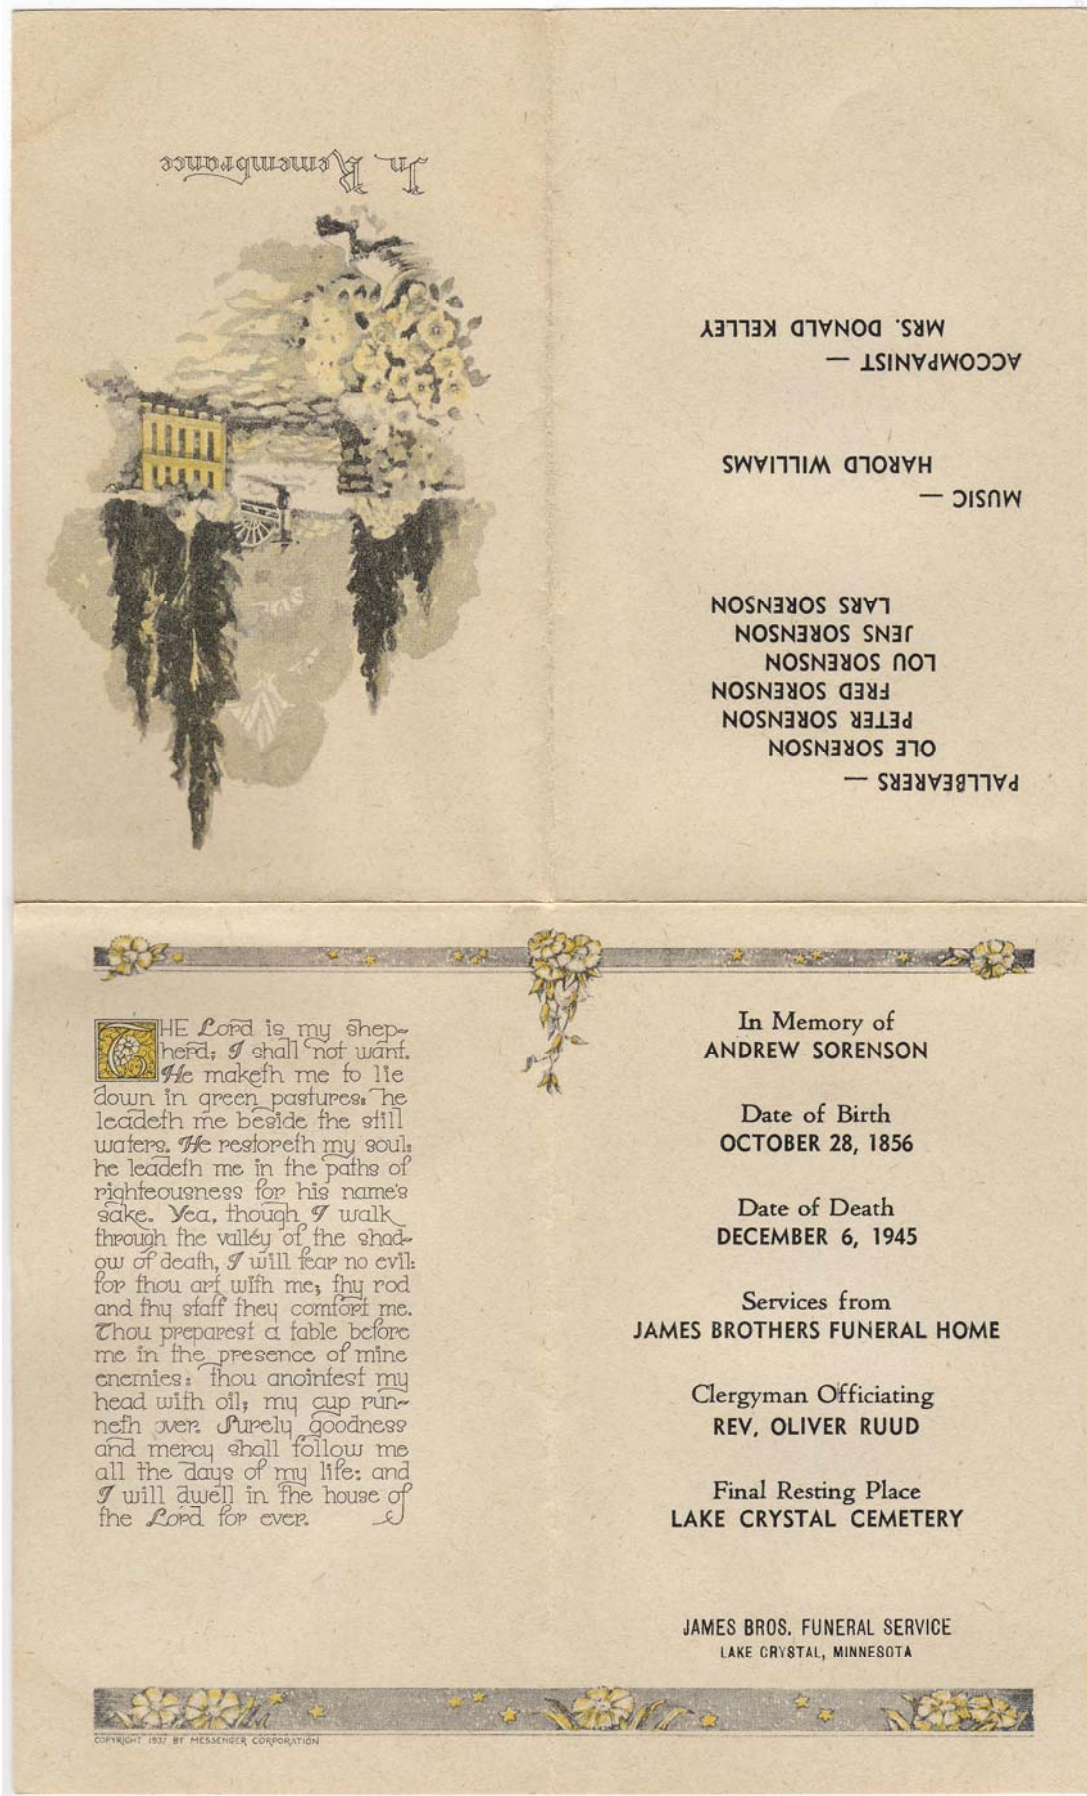 In Remembrance
PALLBEARERS —
OLE SORENSON
PETER SORENSON
FRED SORENSON
LOU SORENSON
JENS SORENSON
LARS SORENSON
MUSIC —
HAROLD WILLIAMS
ACCOMPANIST —
MRS. DONALD KELLEY
THE Lord is my shep-
herd; I shall not want.
He maketh me to lie
down in green pastures: he
leadeth me beside the still
waters. He restoreth my soul:
he leadeth me in the paths of
righteousness for his name's
sake. Yea, though I walk
through the valley of the shad-
ow of death, I will fear no evil:
for thou art with me; thy rod
and thy staff they comfort me.
Thou preparest a table before
me in the presence of mine
enemies: thou anointest my
head with oil; my cup run-
neth over. Surely goodness
and mercy shall follow me
all the days of my life: and
I will dwell in the house of
the Lord for ever.
In Memory of
ANDREW SORENSON
Date of Birth
OCTOBER 28, 1856
Date of Death
DECEMBER 6, 1945
Services from
JAMES BROTHERS FUNERAL HOME
Clergyman Officiating
REV. OLIVER RUUD
Final Resting Place
LAKE CRYSTAL CEMETERY
JAMES BROS. FUNERAL SERVICE
LAKE CRYSTAL, MINNESOTA
COPYRIGHT 1937 BY MESSENGER CORPORATION